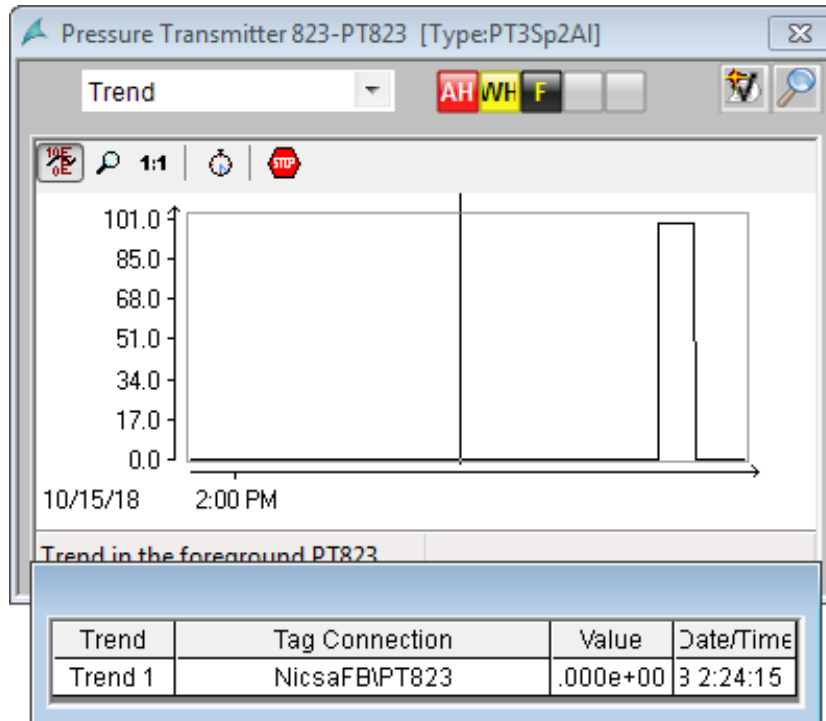 Pressure Transmitter 823-PT823 [Type:PT3Sp2AI]
Trend AH WH F
1:1 STOP
101.0
85.0
68.0
51.0
34.0
17.0
0.0
10/15/18 2:00 PM
Trend in the foreground PT823
Trend Tag Connection Value Date/Time
Trend 1 NicsaFB\PT823 .000e+00 3 2:24:15